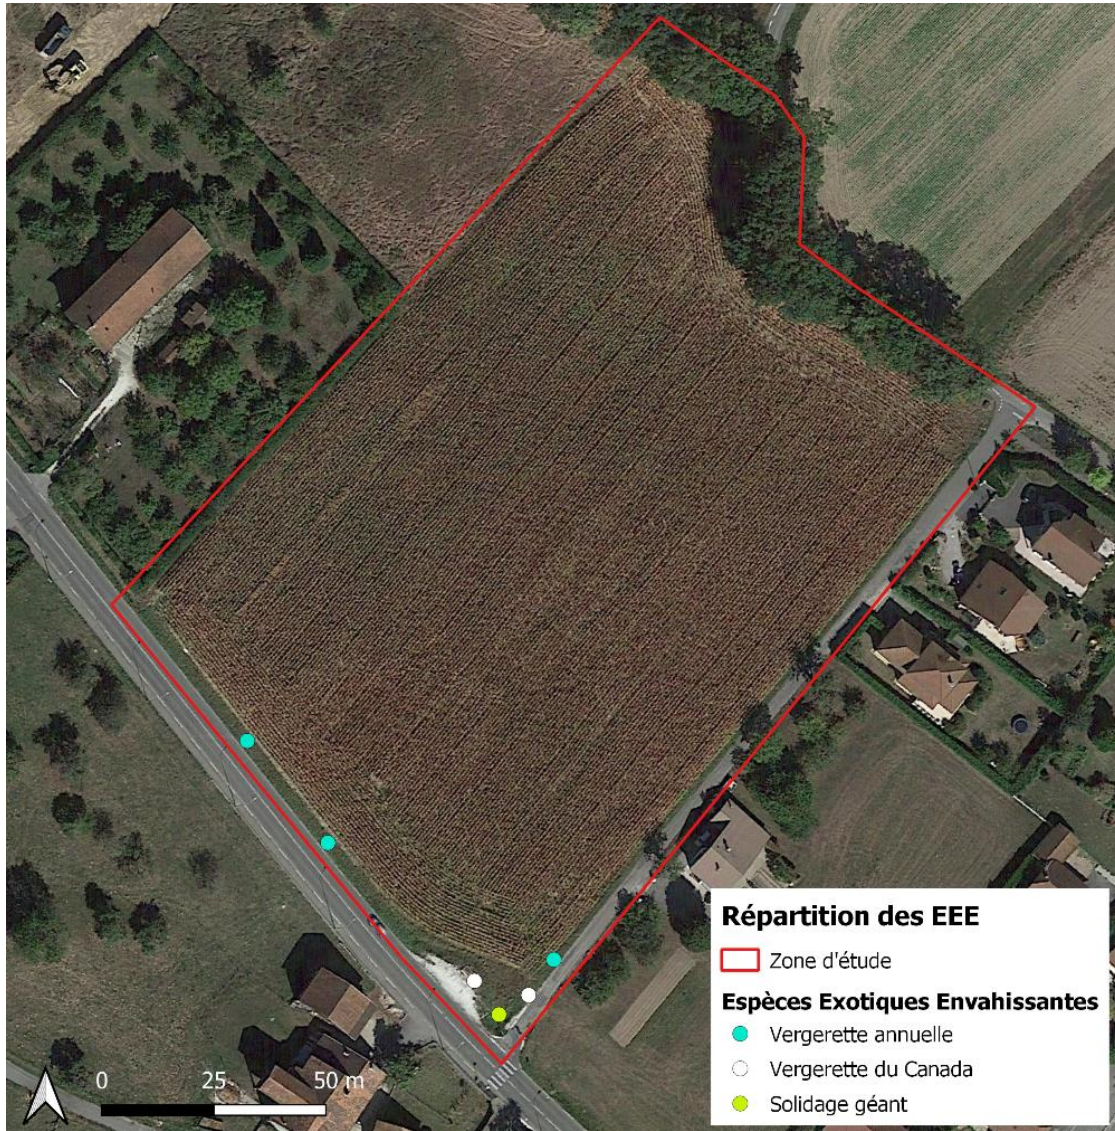 Répartition des EEE
Zone d'étude
Espèces Exotiques Envahissantes
Vergerette annuelle
Vergerette du Canada
Solidage géant
0 25 50 m